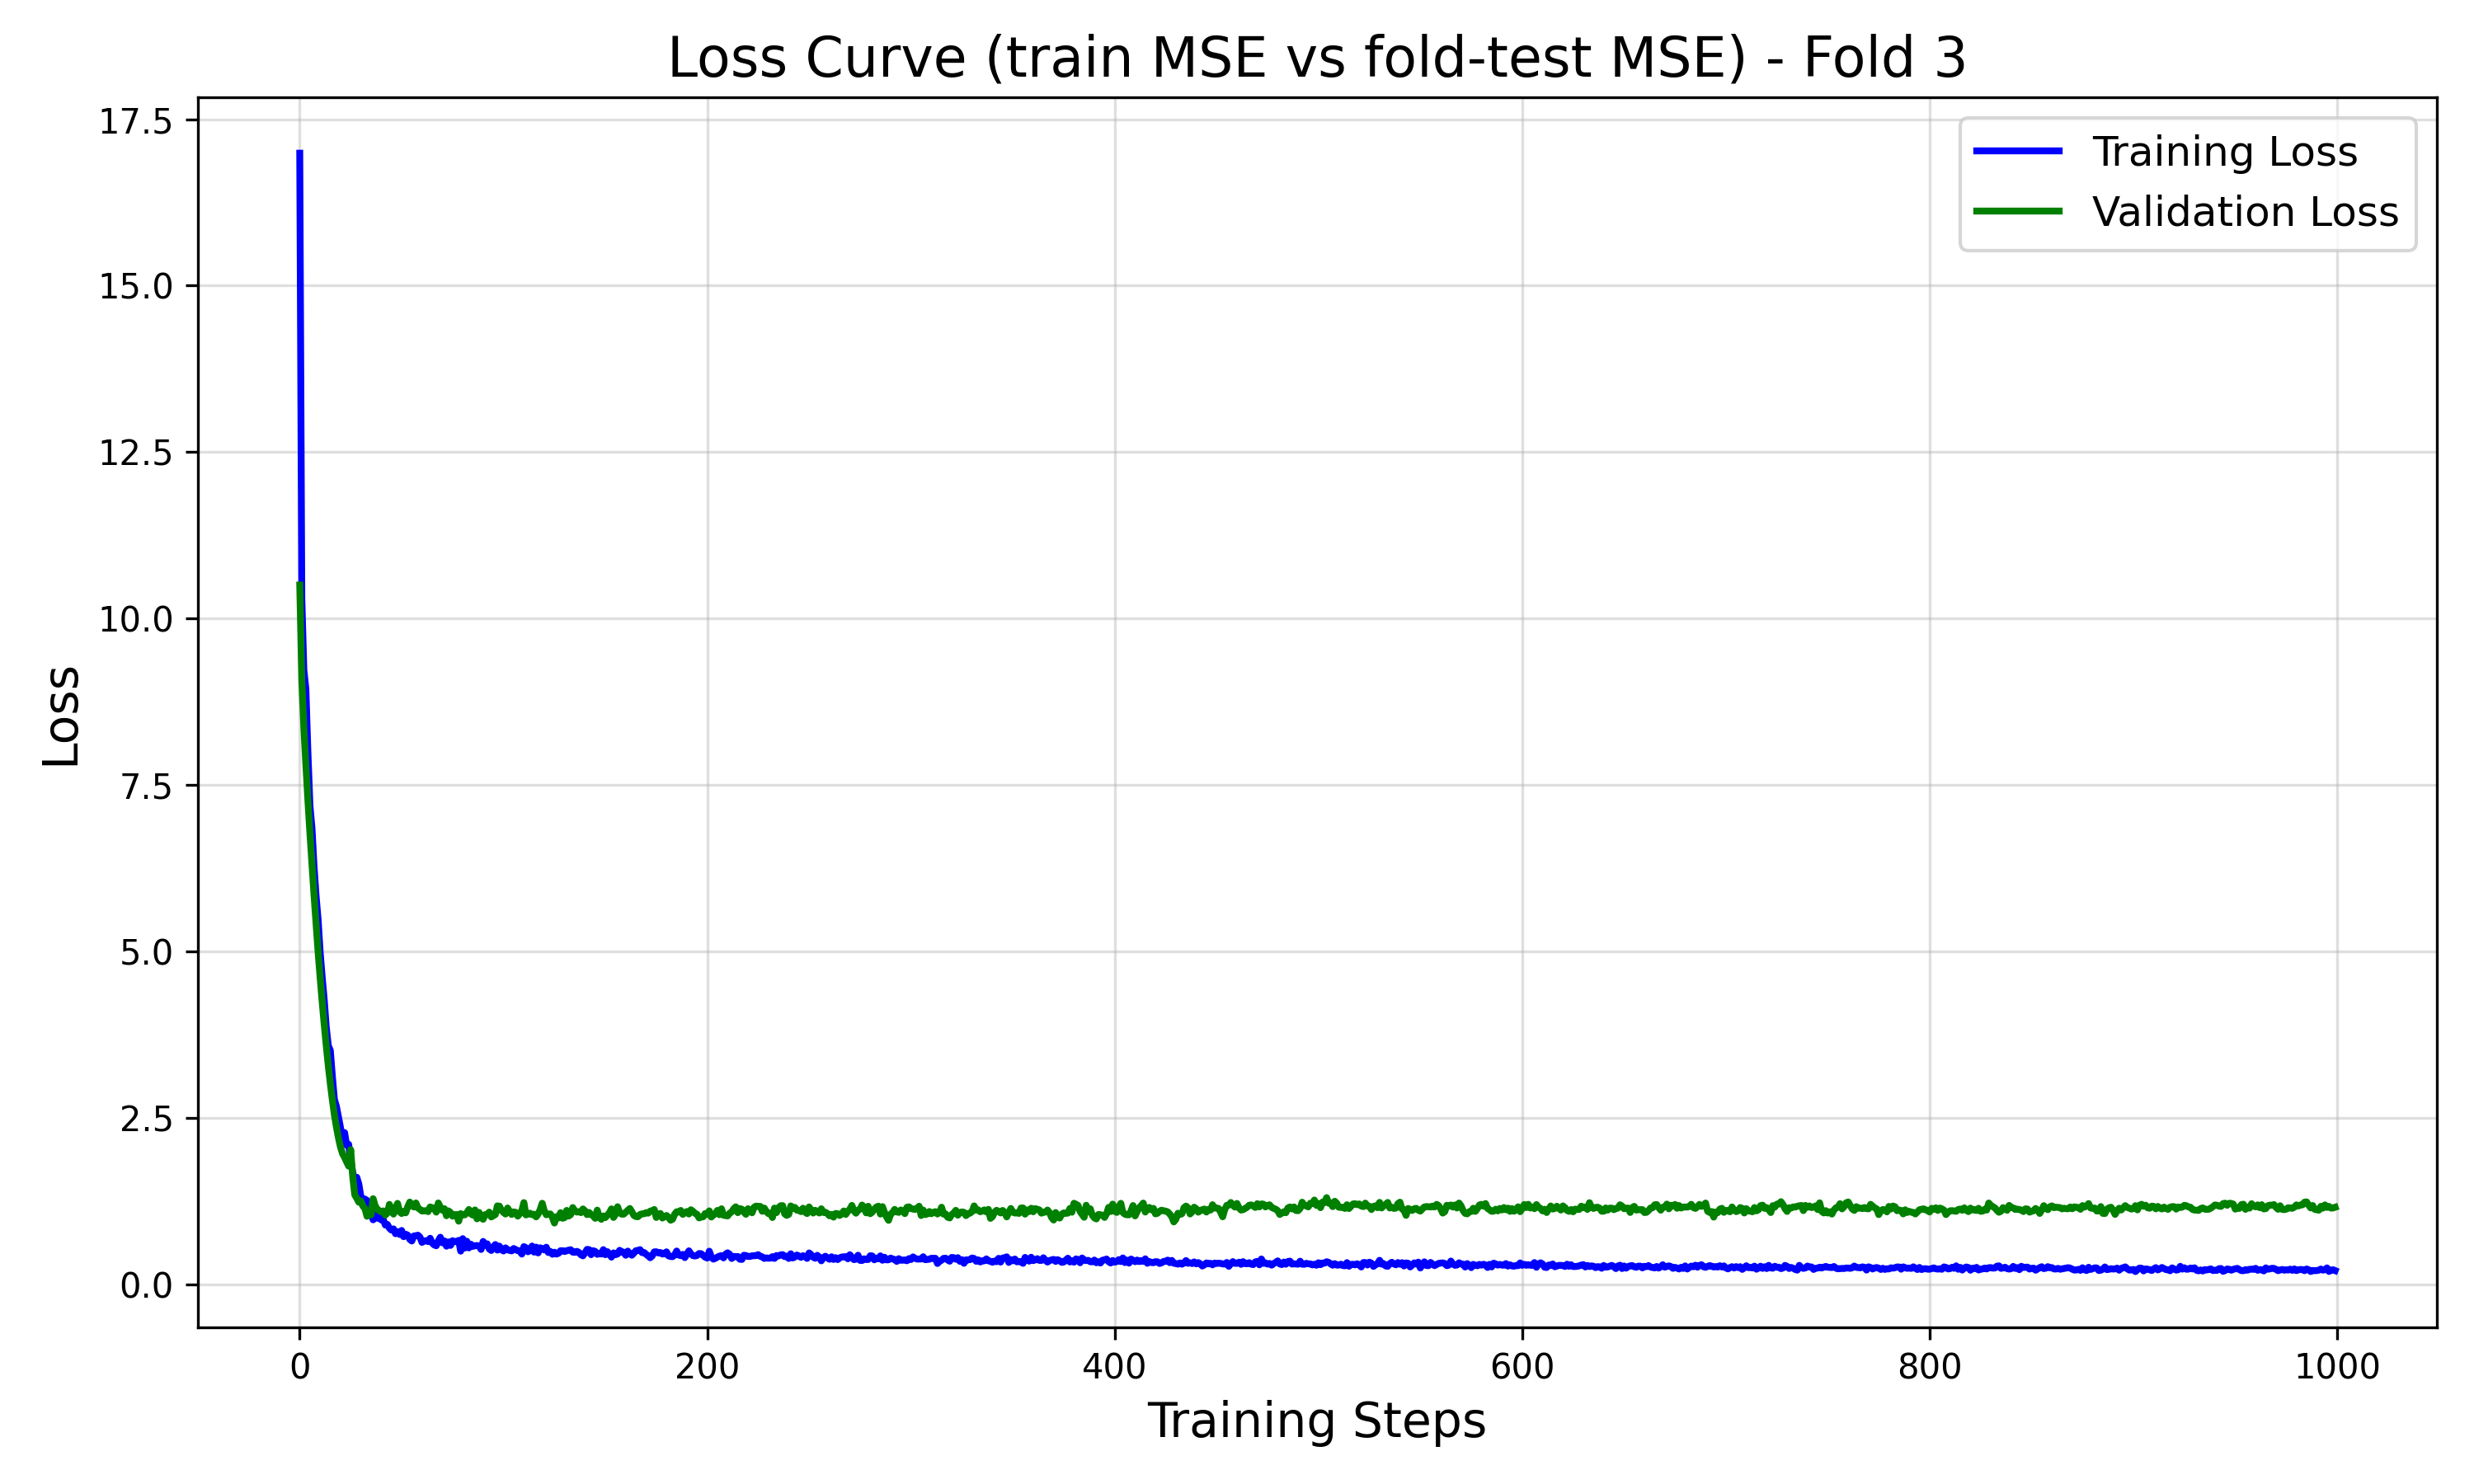 Loss Curve (train MSE vs fold-test MSE) - Fold 3
Training Loss
Validation Loss
17.5
15.0
12.5
10.0
7.5
5.0
2.5
0.0
Loss
0 200 400 600 800 1000
Training Steps